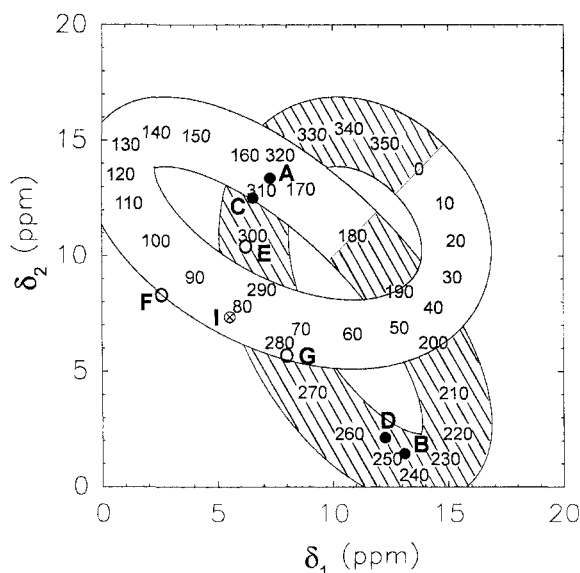 20
15
10
5
0
δ₂ (ppm)
330 340 350
140 150
130 160 320 A 0
120 310 170
110 C 10
100 300 E 180 20
90 290 190 30
F I 80 40
70 60 50 200
280 G
270 210
260 D 220
250 B 230
240
0 5 10 15 20
δ₁ (ppm)